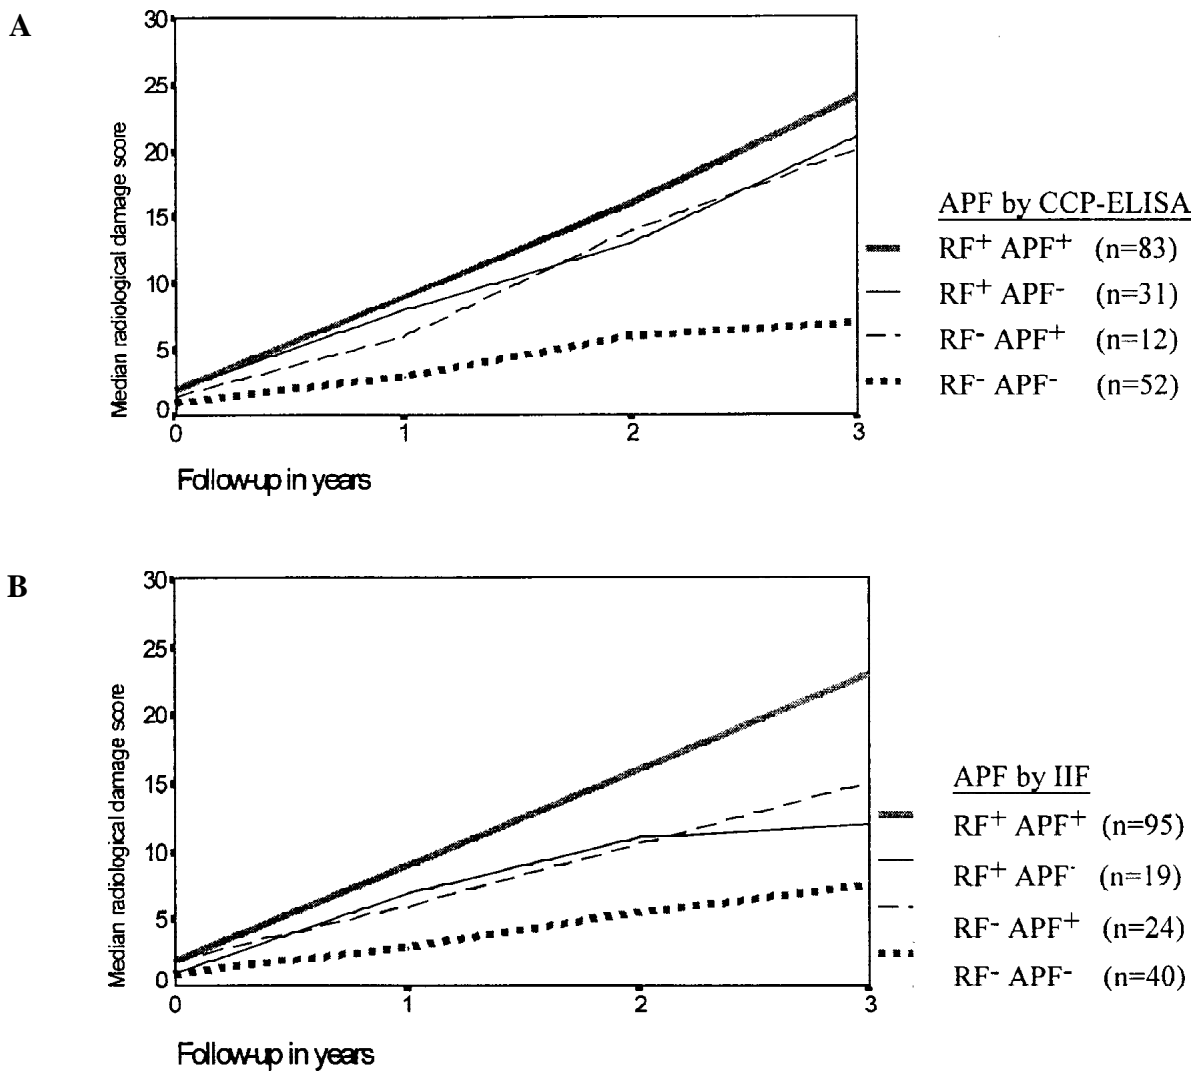 A
30
25
20
15
10
5
0
Median radiological damage score
0 1 2 3
Follow-up in years
APF by CCP-ELISA
RF+ APF+ (n=83)
RF+ APF- (n=31)
RF- APF+ (n=12)
RF- APF- (n=52)
B
30
25
20
15
10
5
0
Median radiological damage score
0 1 2 3
Follow-up in years
APF by IIF
RF+ APF+ (n=95)
RF+ APF- (n=19)
RF- APF+ (n=24)
RF- APF- (n=40)